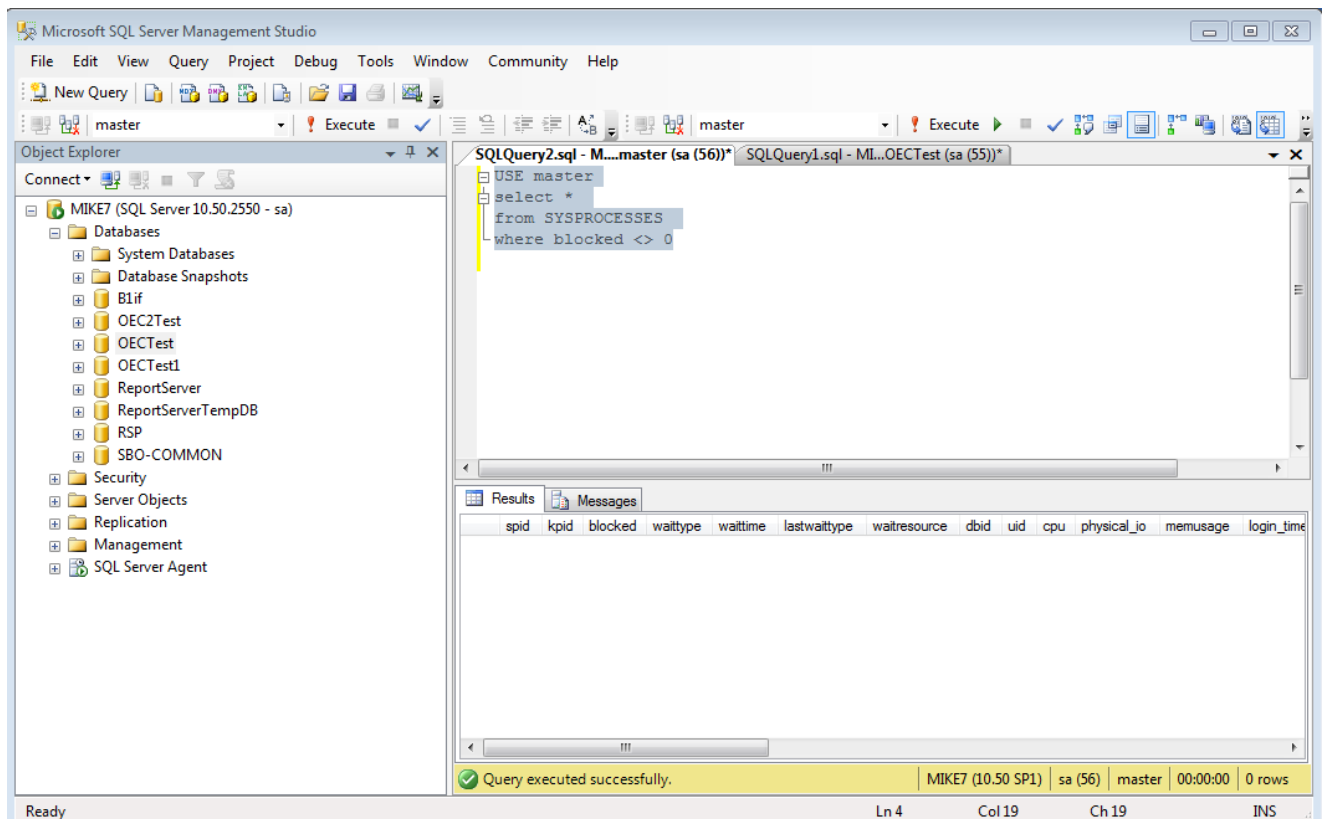 Microsoft SQL Server Management Studio
File Edit View Query Project Debug Tools Window Community Help
New Query
master Execute master Execute
Object Explorer
Connect
MIKE7 (SQL Server 10.50.2550 - sa)
Databases
System Databases
Database Snapshots
B1if
OEC2Test
OECTest
OECTest1
ReportServer
ReportServerTempDB
RSP
SBO-COMMON
Security
Server Objects
Replication
Management
SQL Server Agent
SQLQuery2.sql - M....master (sa (56))* SQLQuery1.sql - MI...OECTest (sa (55))*
USE master
select *
from SYSPROCESSES
where blocked <> 0
Results Messages
spid kpid blocked waittype waittime lastwaittype waitresource dbid uid cpu physical_io memusage login_time
Query executed successfully. MIKE7 (10.50 SP1) sa (56) master 00:00:00 0 rows
Ready Ln 4 Col 19 Ch 19 INS